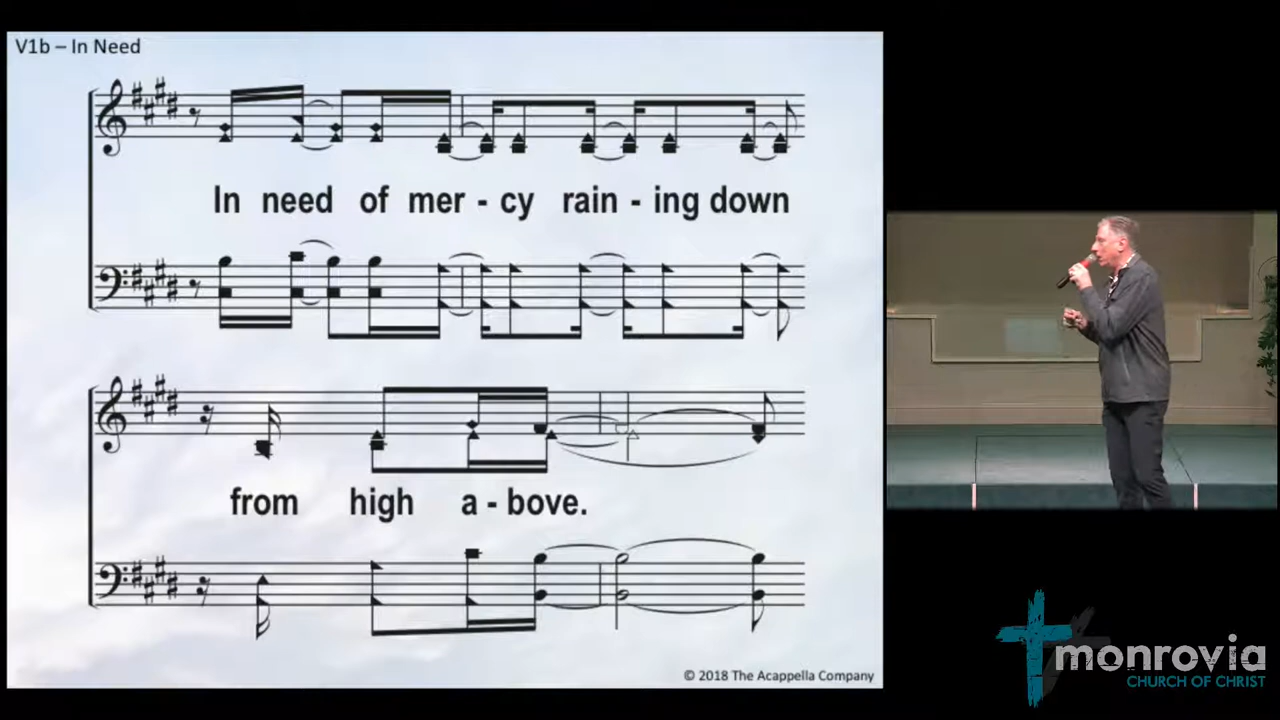 V1b – In Need
In need of mer - cy rain - ing down
from high a - bove.
© 2018 The Acappella Company
monrovia
CHURCH OF CHRIST